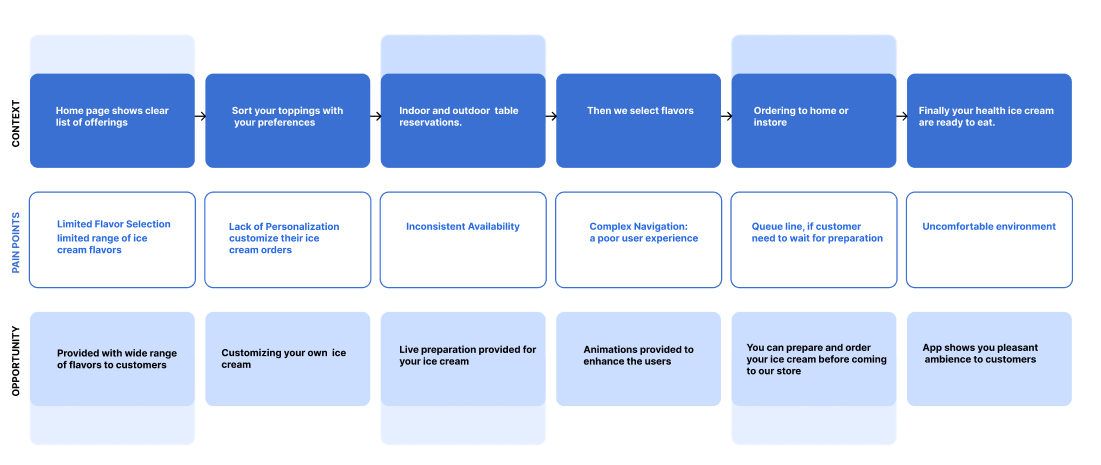 CONTEXT
Home page shows clear
list of offerings
Sort your toppings with
your preferences
Indoor and outdoor table
reservations.
Then we select flavors
Ordering to home or
instore
Finally your health ice cream
are ready to eat.
PAIN POINTS
Limited Flavor Selection
limited range of ice
cream flavors
Lack of Personalization
customize their ice
cream orders
Inconsistent Availability
Complex Navigation:
a poor user experience
Queue line, if customer
need to wait for preparation
Uncomfortable environment
OPPORTUNITY
Provided with wide range
of flavors to customers
Customizing your own ice
cream
Live preparation provided for
your ice cream
Animations provided to
enhance the users
You can prepare and order
your ice cream before coming
to our store
App shows you pleasant
ambience to customers